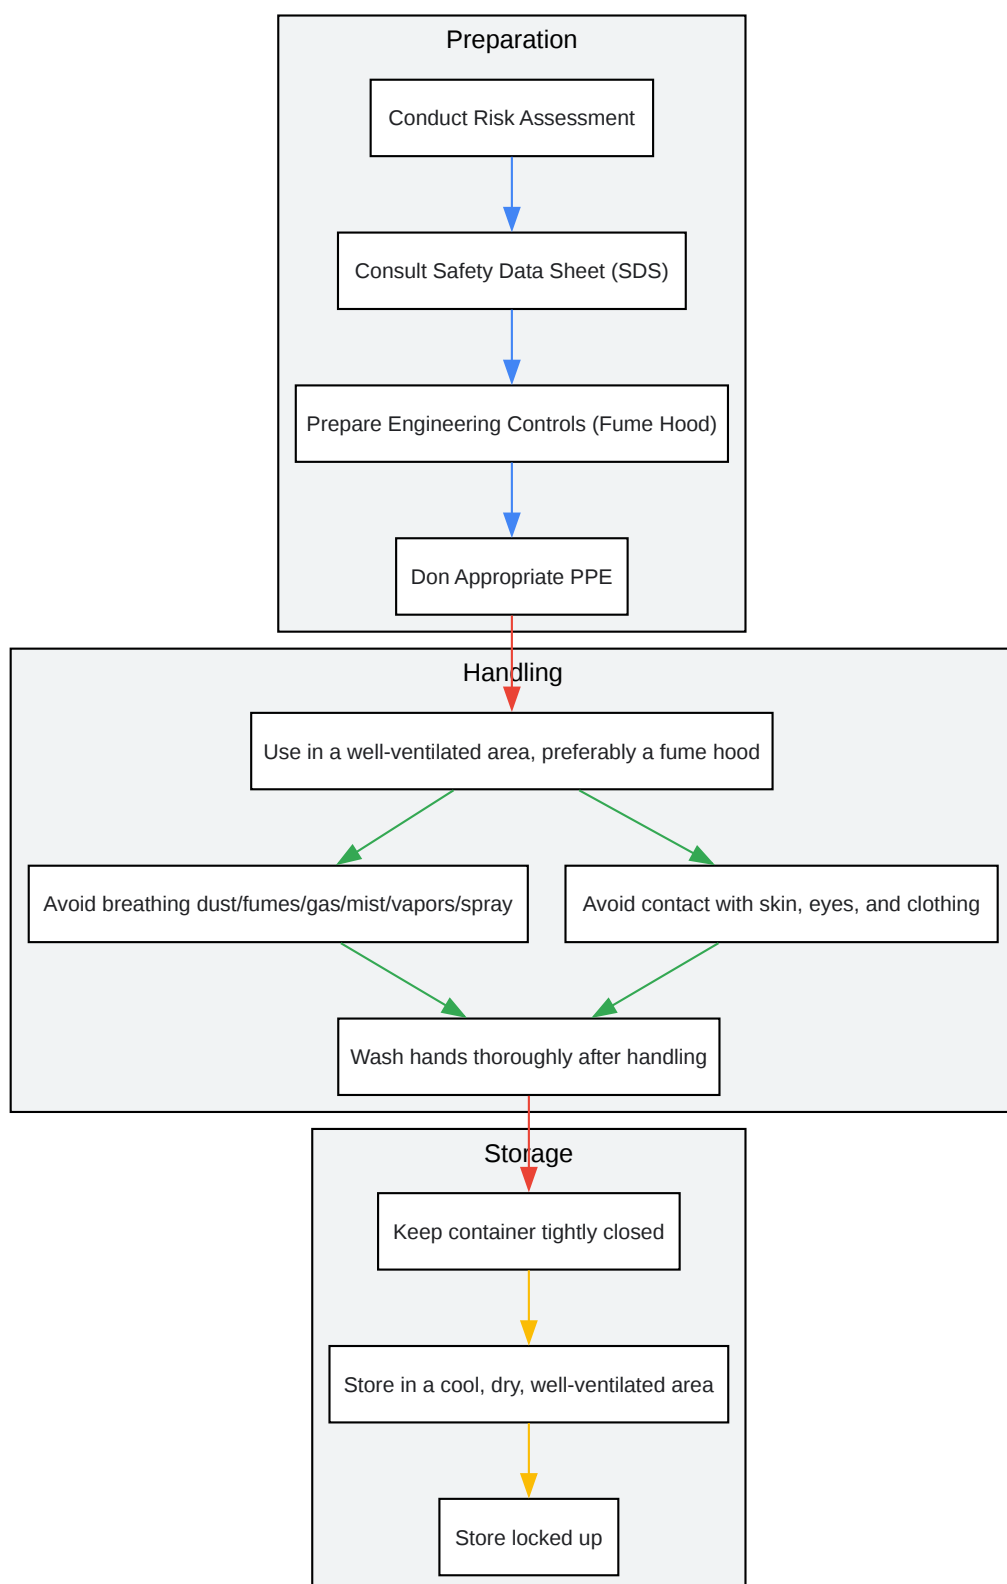 Preparation
Conduct Risk Assessment
Consult Safety Data Sheet (SDS)
Prepare Engineering Controls (Fume Hood)
Don Appropriate PPE
Handling
Use in a well-ventilated area, preferably a fume hood
Avoid breathing dust/fumes/gas/mist/vapors/spray
Avoid contact with skin, eyes, and clothing
Wash hands thoroughly after handling
Storage
Keep container tightly closed
Store in a cool, dry, well-ventilated area
Store locked up